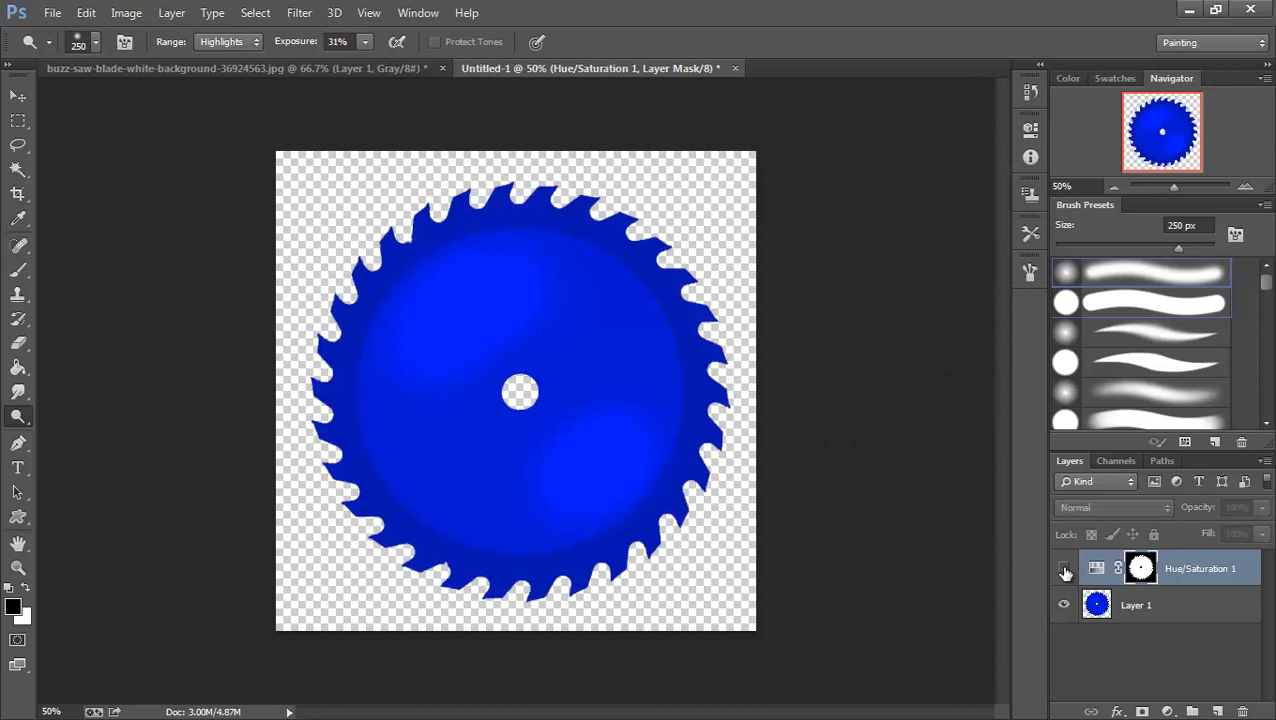 Ps File Edit Image Layer Type Select Filter 3D View Window Help
250 Range: Highlights Exposure: 31% Protect Tones Painting
buzz-saw-blade-white-background-36924563.jpg @ 66.7% (Layer 1, Gray/8#) * × Untitled-1 @ 50% (Hue/Saturation 1, Layer Mask/8) * ×
Color Swatches Navigator
50%
Brush Presets
Size: 250 px
Layers Channels Paths
Kind
Normal Opacity: 100%
Lock: Fill: 100%
Hue/Saturation 1
Layer 1
50% Doc: 3.00M/4.87M